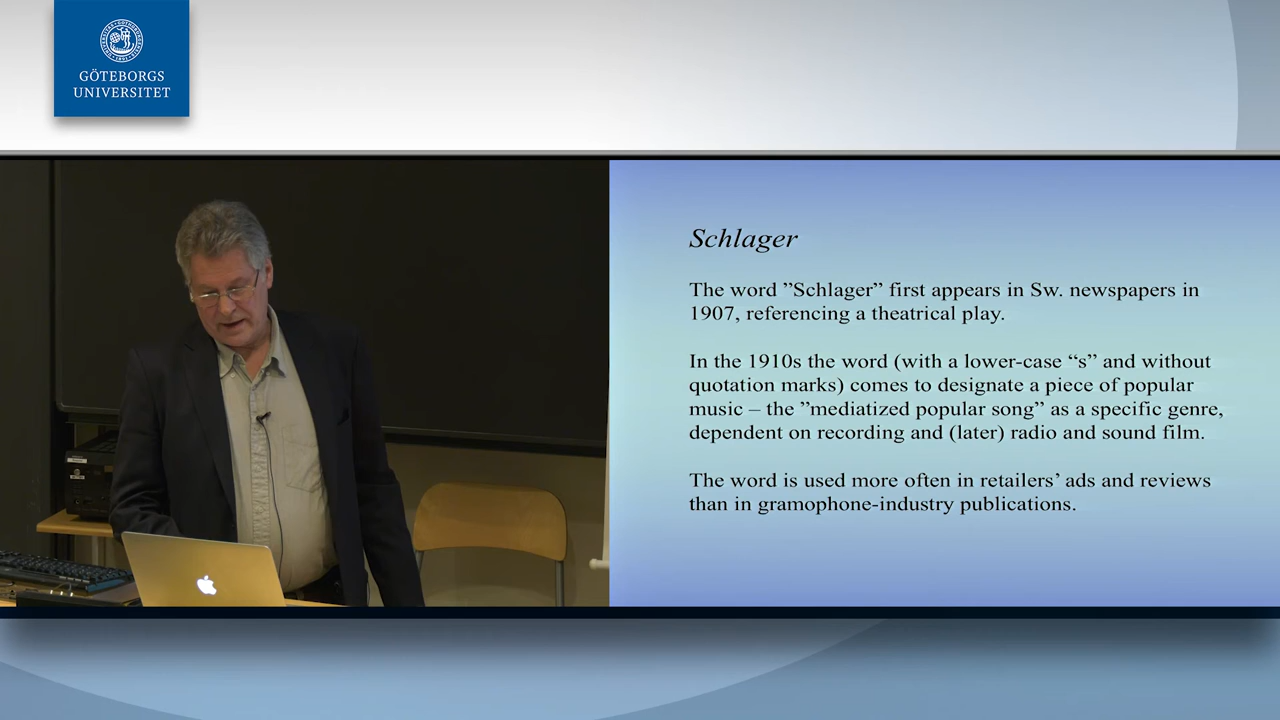 GÖTEBORGS
UNIVERSITET
Schlager
The word ”Schlager” first appears in Sw. newspapers in
1907, referencing a theatrical play.
In the 1910s the word (with a lower-case “s” and without
quotation marks) comes to designate a piece of popular
music – the ”mediatized popular song” as a specific genre,
dependent on recording and (later) radio and sound film.
The word is used more often in retailers’ ads and reviews
than in gramophone-industry publications.